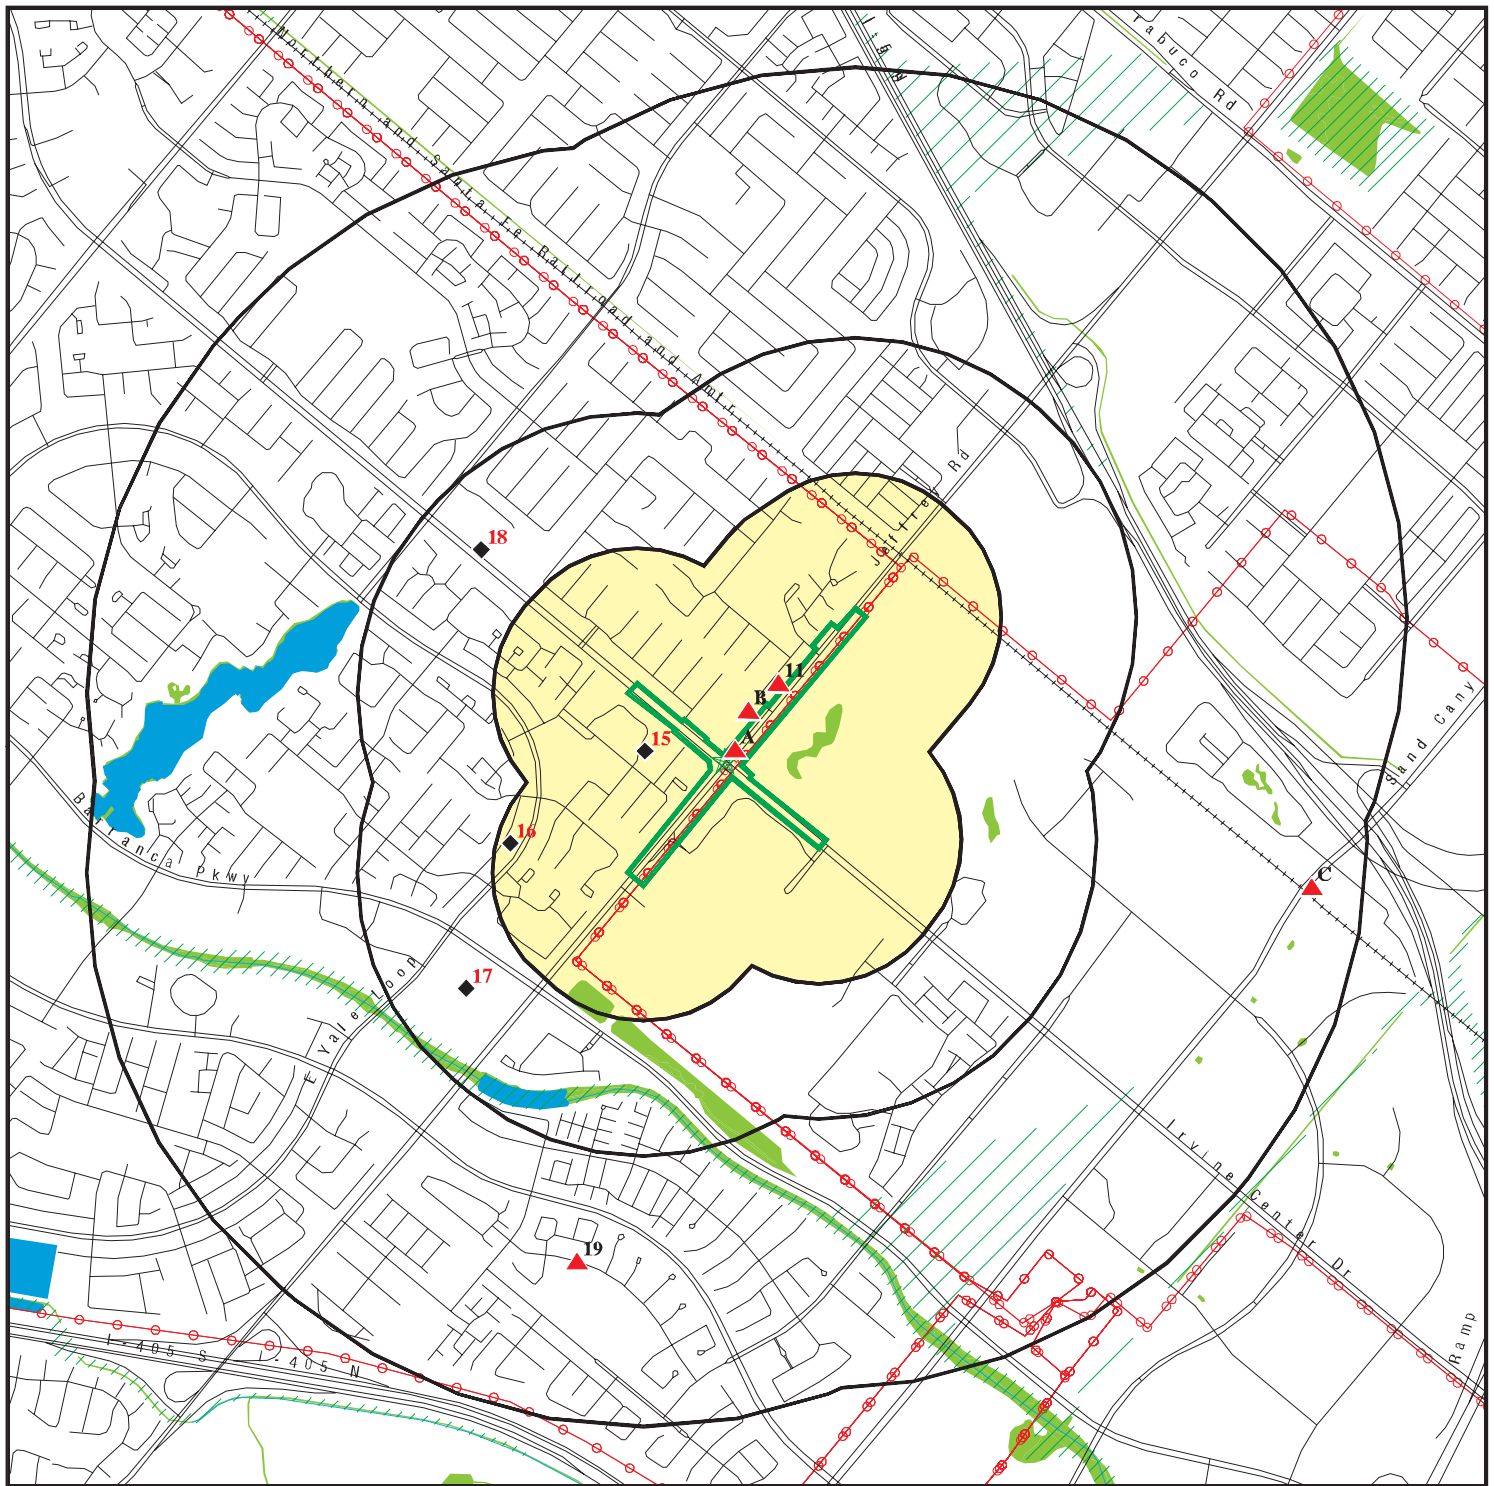 Northern and Santa Fe Railroad and Amtr
Trabuco Rd
Jeffrey Rd
18
11
B
A
15
16
17
19
C
Sand Cany
Barranca Pkwy
E Yale Loop
Irvine Center Dr
I-405 S
I-405 N
Ramp